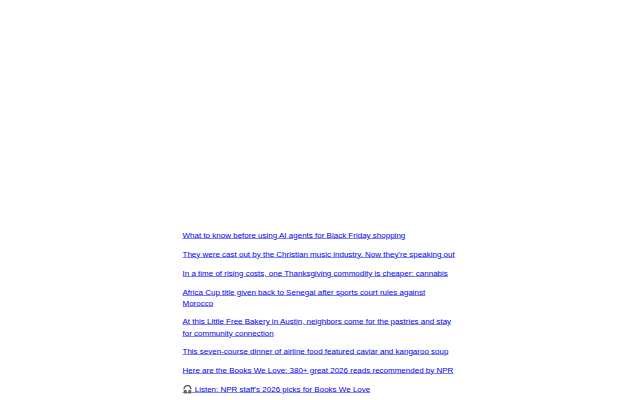 What to know before using AI agents for Black Friday shopping
They were cast out by the Christian music industry. Now they're speaking out
In a time of rising costs, one Thanksgiving commodity is cheaper: cannabis
Africa Cup title given back to Senegal after sports court rules against
Morocco
At this Little Free Bakery in Austin, neighbors come for the pastries and stay
for community connection
This seven-course dinner of airline food featured caviar and kangaroo soup
Here are the Books We Love: 380+ great 2026 reads recommended by NPR
🎧 Listen: NPR staff's 2026 picks for Books We Love